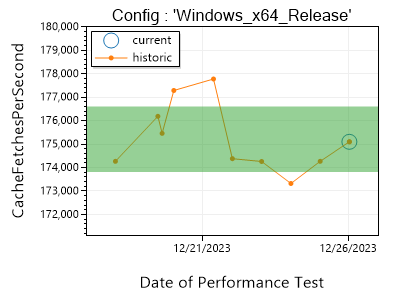 Config : 'Windows_x64_Release'
180,000
179,000
178,000
177,000
176,000
175,000
174,000
173,000
172,000
CacheFetchesPerSecond
current
historic
12/21/2023
12/26/2023
Date of Performance Test